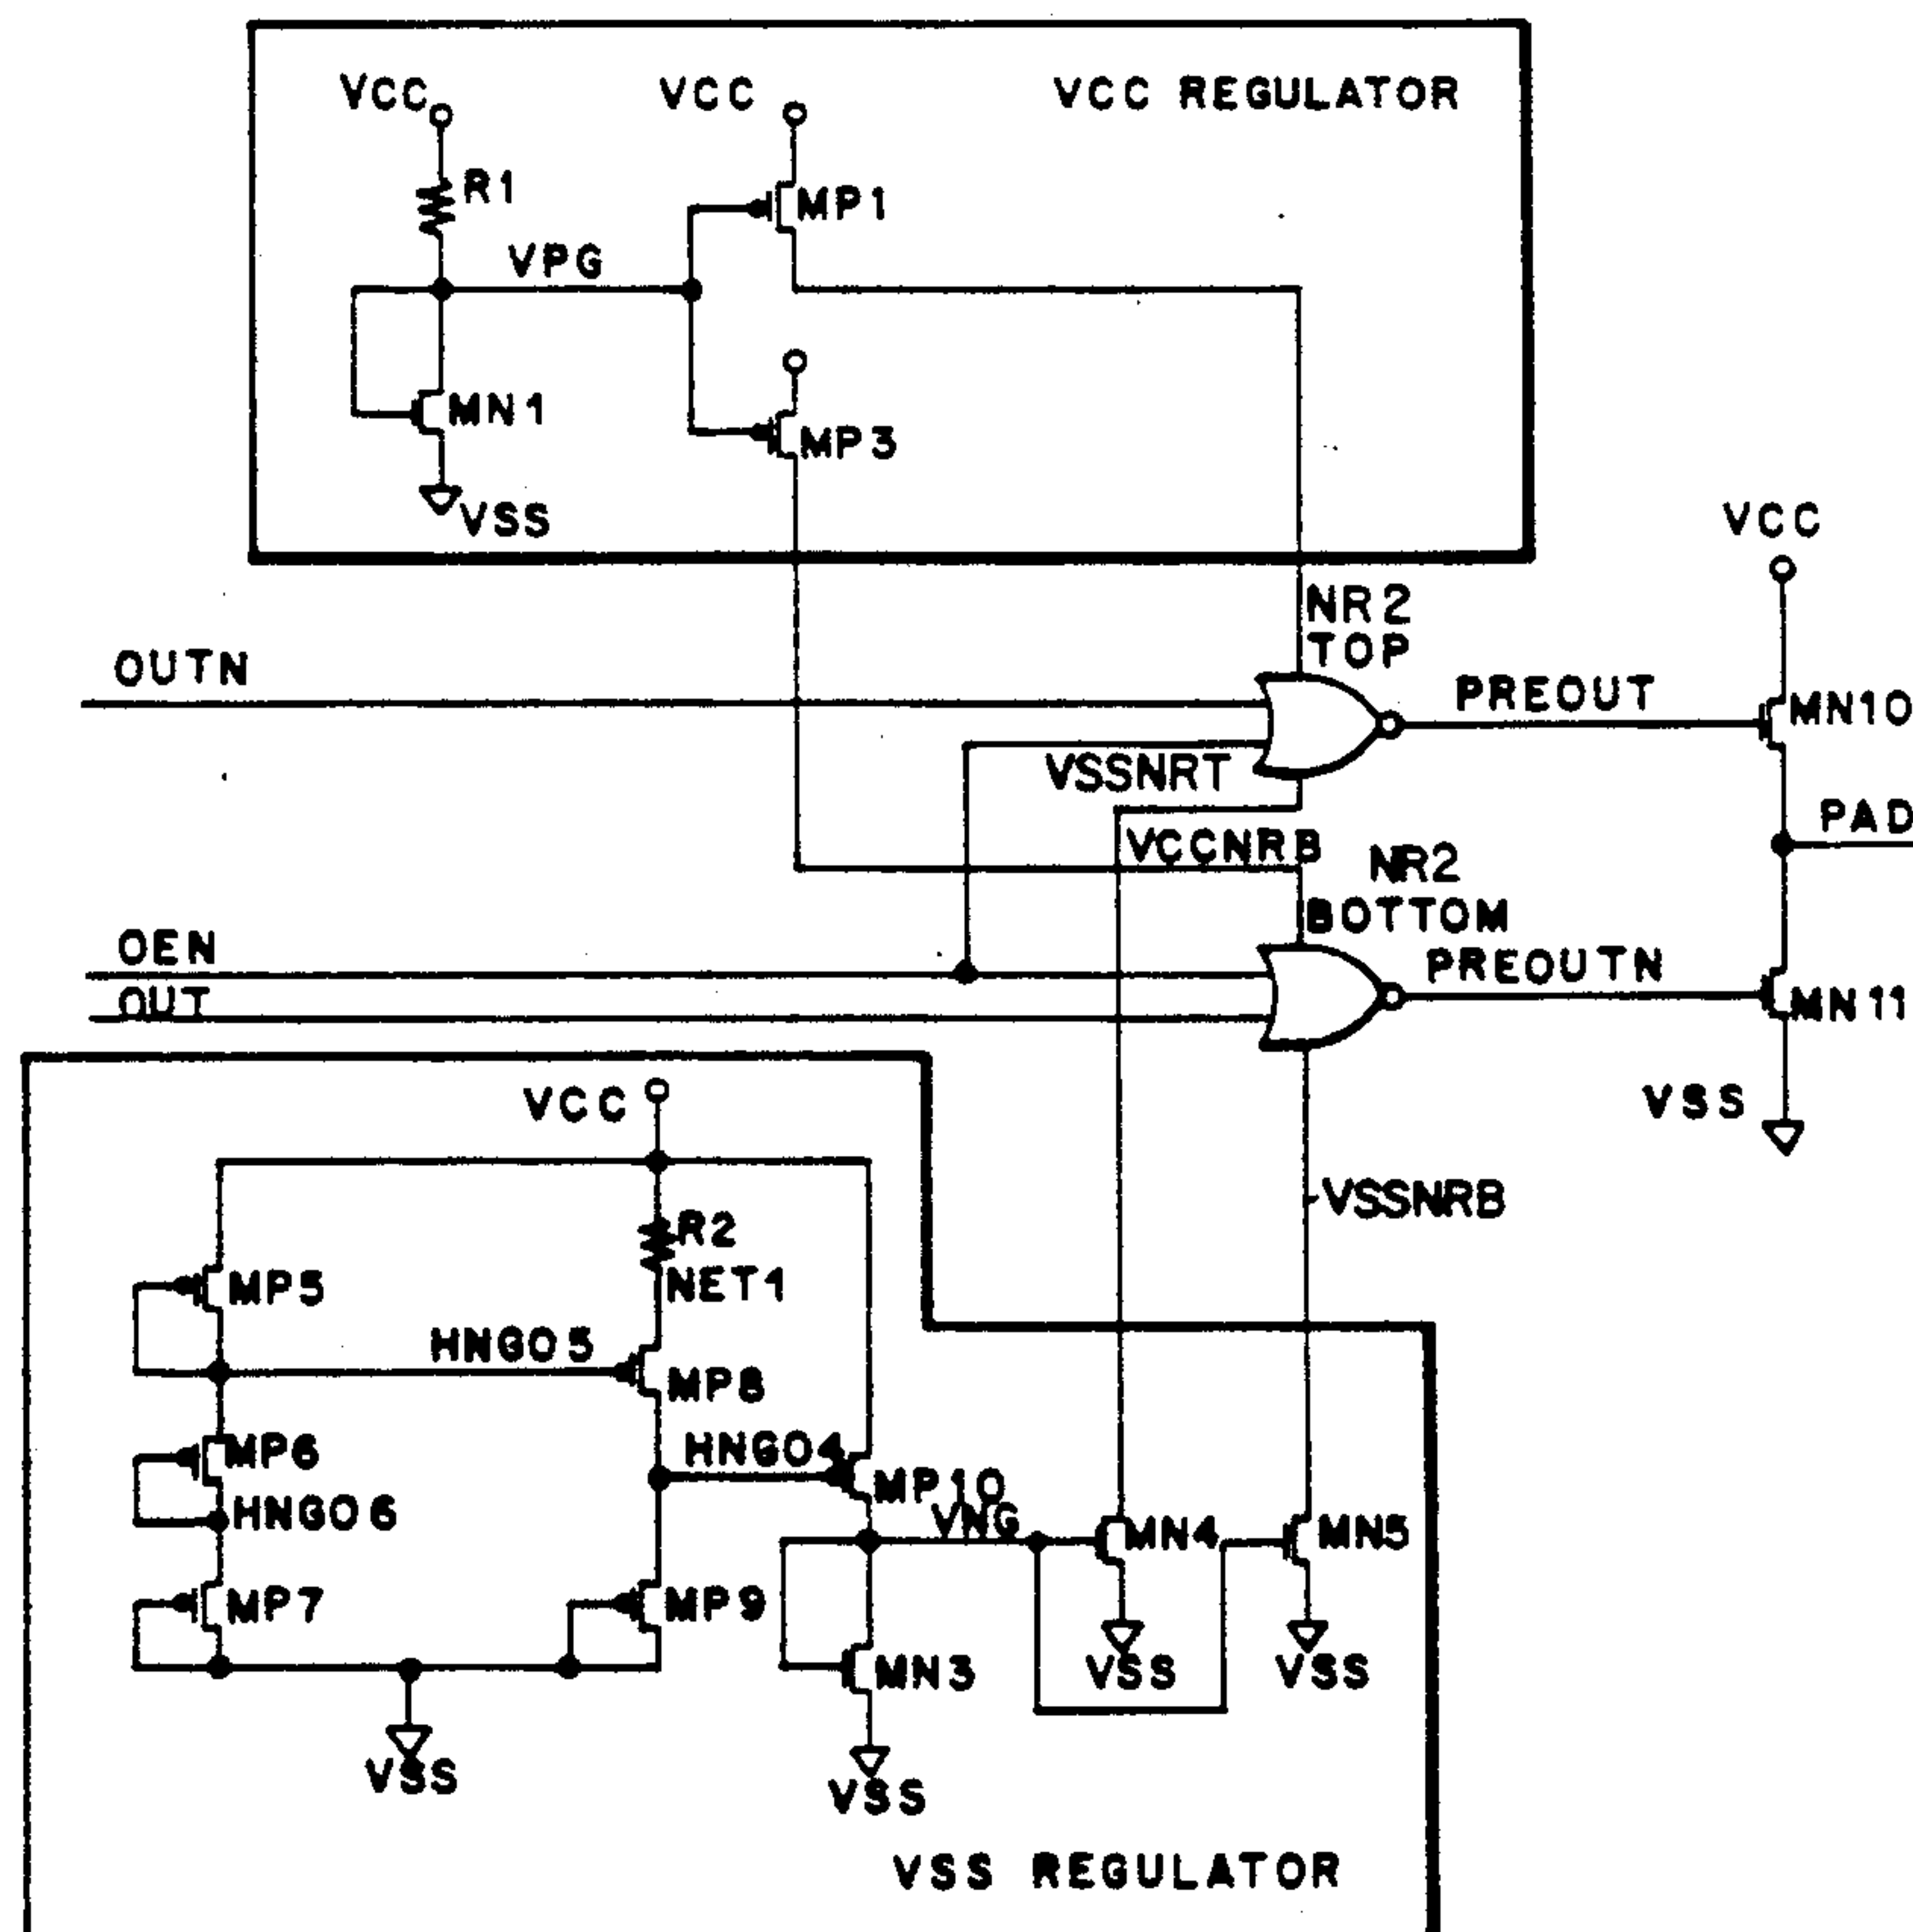 VCC
VCC
VCC REGULATOR
R1
MP1
VPG
MN1
MP3
VSS
VCC
NR2
TOP
OUTN
PREOUT
MN10
VSSNRT
PAD
VCCNRB
NR2
BOTTOM
OEN
PREOUTN
OUT
MN11
VCC
VSS
VSSNRB
R2
NET1
MP5
HNGO5
MP8
MP6
HNGO4
MP10
HNGO6
VNG
MN4
MN5
MP7
MP9
MN3
VSS
VSS
VSS
VSS
VSS REGULATOR